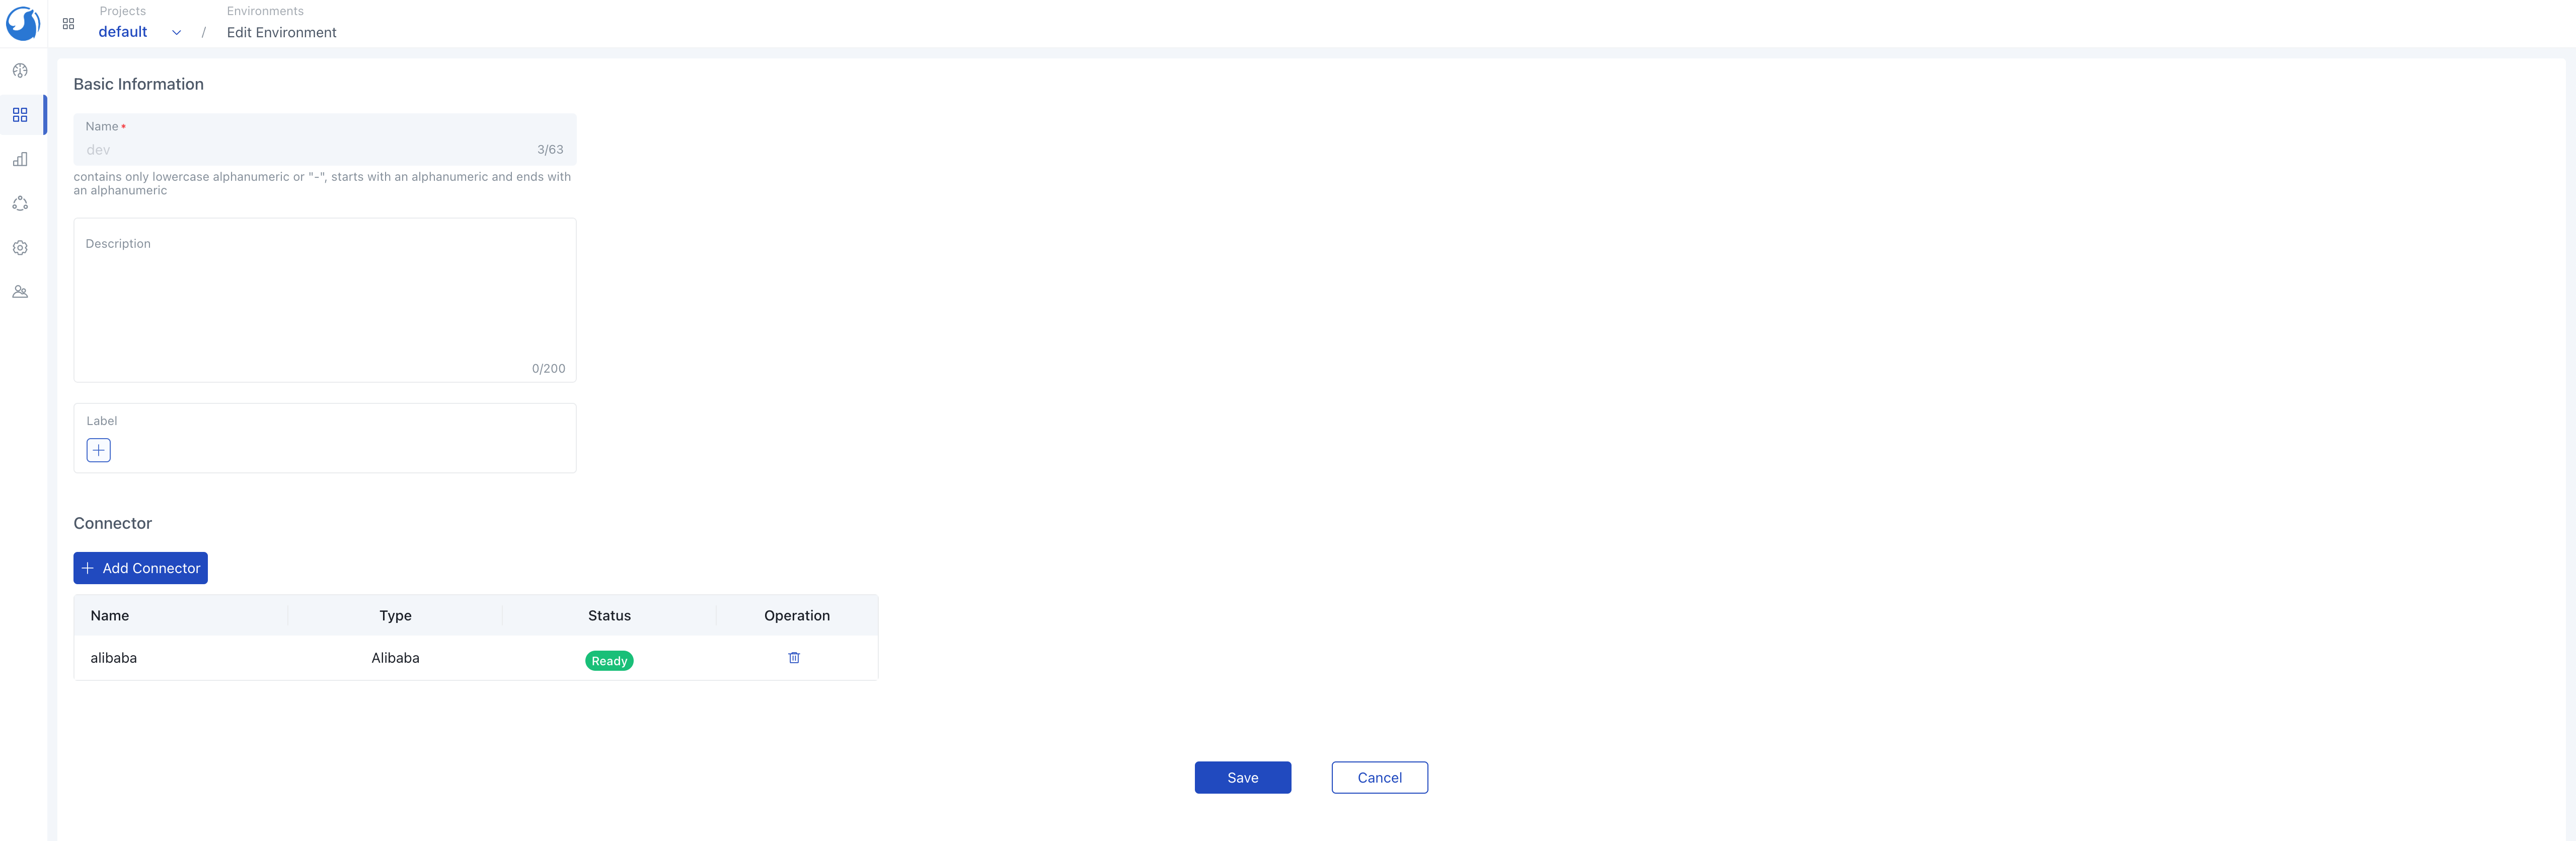 Projects
Environments
default
/
Edit Environment
Basic Information
Name *
dev
3/63
contains only lowercase alphanumeric or "-", starts with an alphanumeric and ends with
an alphanumeric
Description
0/200
Label
Connector
Add Connector
Name Type Status Operation
alibaba Alibaba Ready
Save Cancel